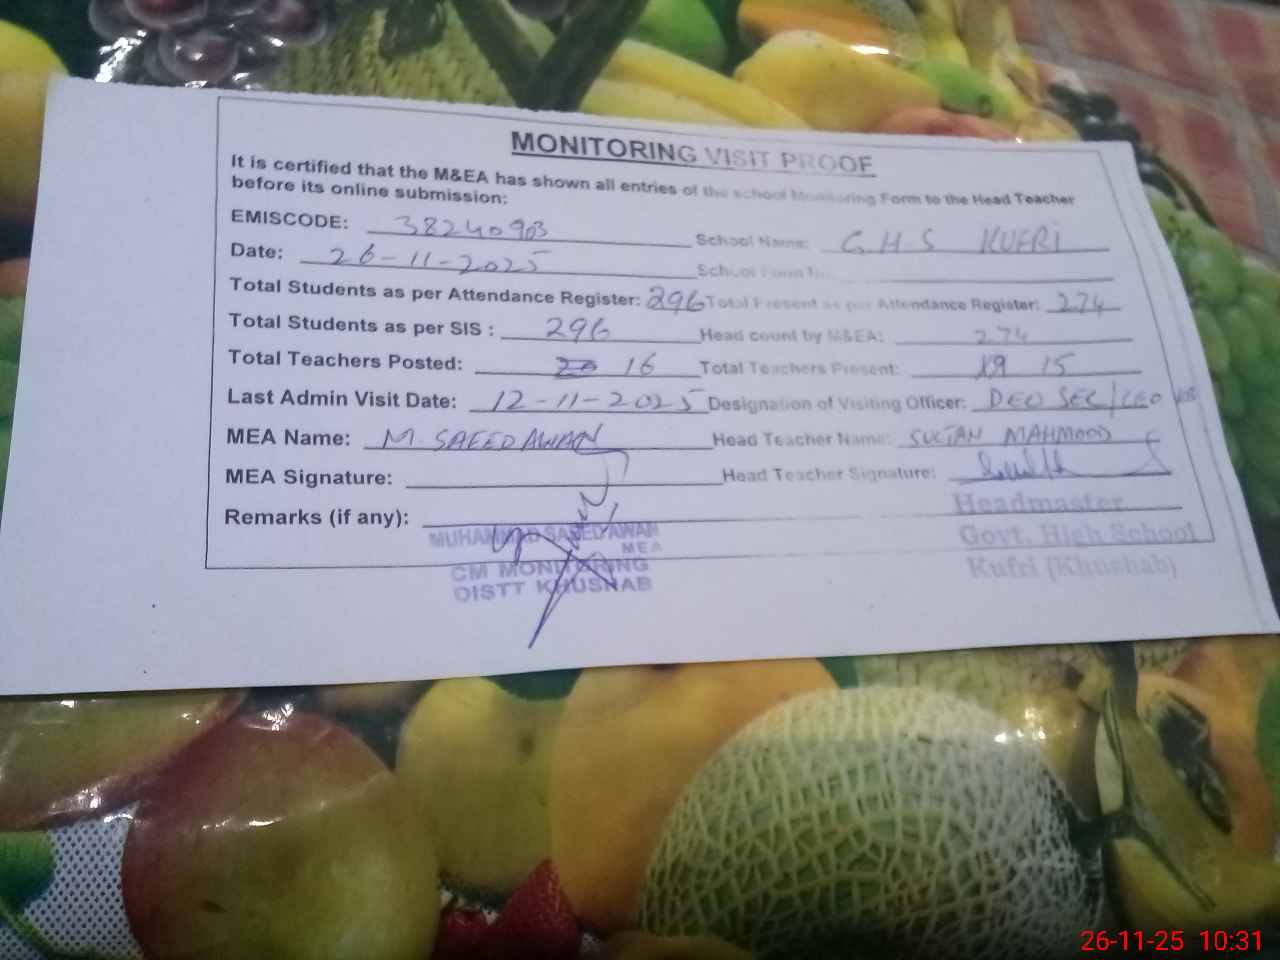 MONITORING VISIT PROOF
It is certified that the M&EA has shown all entries of the school Monitoring Form to the Head Teacher
before its online submission:
EMISCODE: 38240903 School Name: G.H.S KUFRI
Date: 26-11-2025 School Form
Total Students as per Attendance Register: 296 Total Present as per Attendance Register: 274
Total Students as per SIS : 296 Head count by M&EA: 274
Total Teachers Posted: 16 Total Teachers Present: 15
Last Admin Visit Date: 12-11-2025 Designation of Visiting Officer: DEO SEC/CEO
MEA Name: M. SAEED AWAN Head Teacher Name: SULTAN MAHMOOD
MEA Signature: Head Teacher Signature:
Remarks (if any):
MUHAMMAD SAEED AWAN
MEA
CM MONITORING
DISTT KHUSHAB
Headmaster
Govt. High School
Kufri (Khushab)
26-11-25 10:31